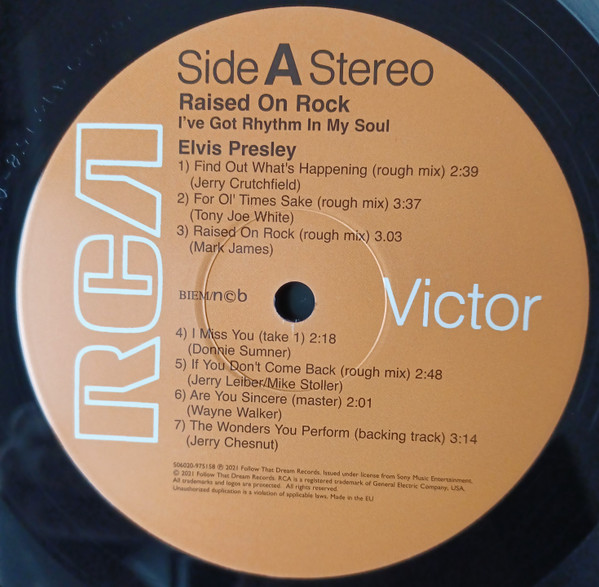 Side A Stereo
Raised On Rock
I've Got Rhythm In My Soul
Elvis Presley
1) Find Out What's Happening (rough mix) 2:39
(Jerry Crutchfield)
2) For Ol' Times Sake (rough mix) 3:37
(Tony Joe White)
3) Raised On Rock (rough mix) 3.03
(Mark James)
RCA
BIEM/n©b
Victor
4) I Miss You (take 1) 2:18
(Donnie Sumner)
5) If You Don't Come Back (rough mix) 2:48
(Jerry Leiber/Mike Stoller)
6) Are You Sincere (master) 2:01
(Wayne Walker)
7) The Wonders You Perform (backing track) 3:14
(Jerry Chesnut)
506020-975158 ℗ 2021 Follow That Dream Records. Issued under license from Sony Music Entertainment.
© 2021 Follow That Dream Records. RCA is a registered trademark of General Electric Company, USA.
All trademarks and logos are protected. All rights reserved.
Unauthorised duplication is a violation of applicable laws. Made in the EU